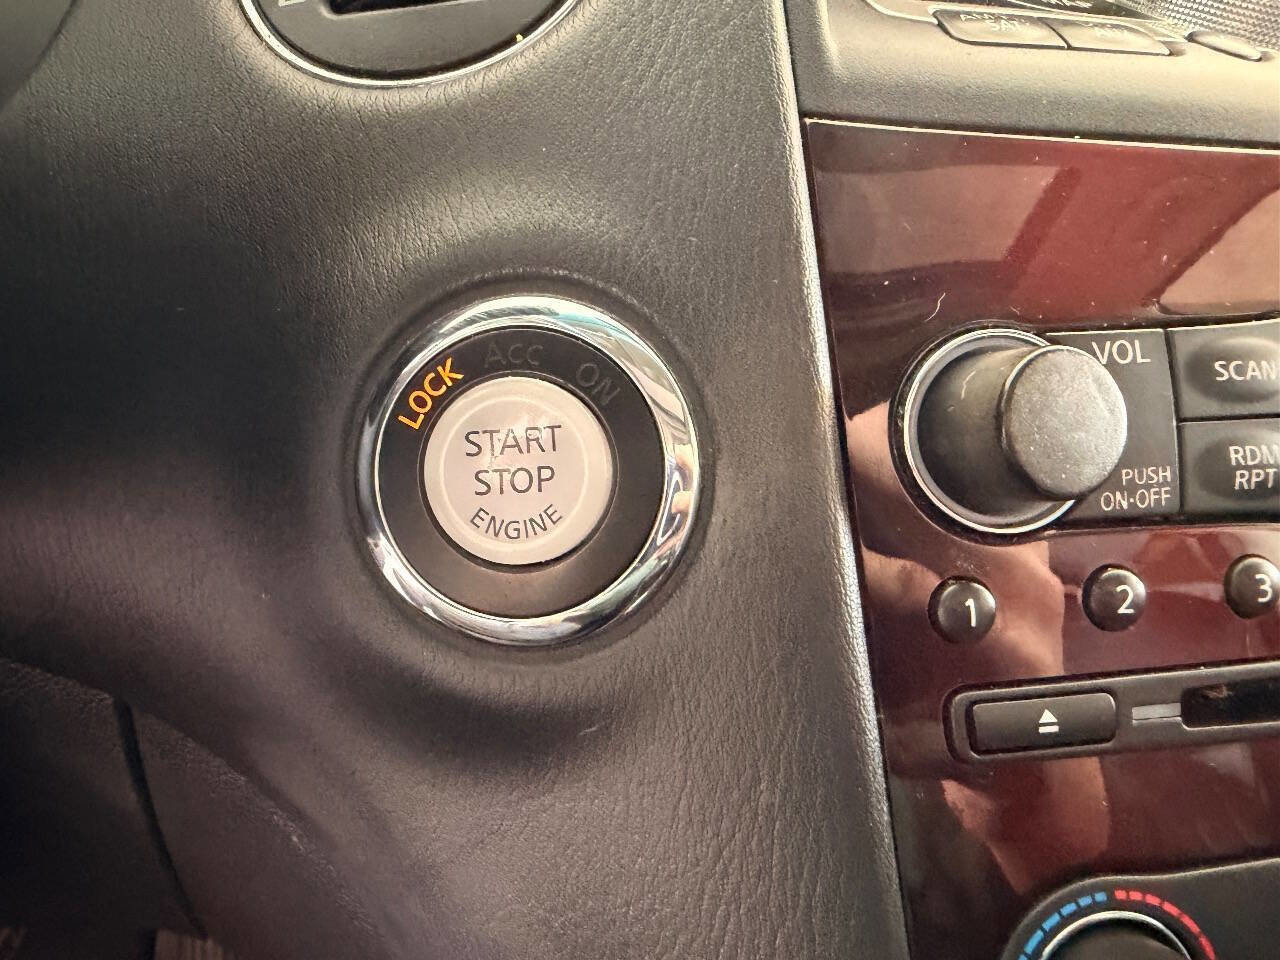 LOCK
ACC
ON
START
STOP
ENGINE
VOL
PUSH
ON·OFF
SCAN
RDM
RPT
1
2
3